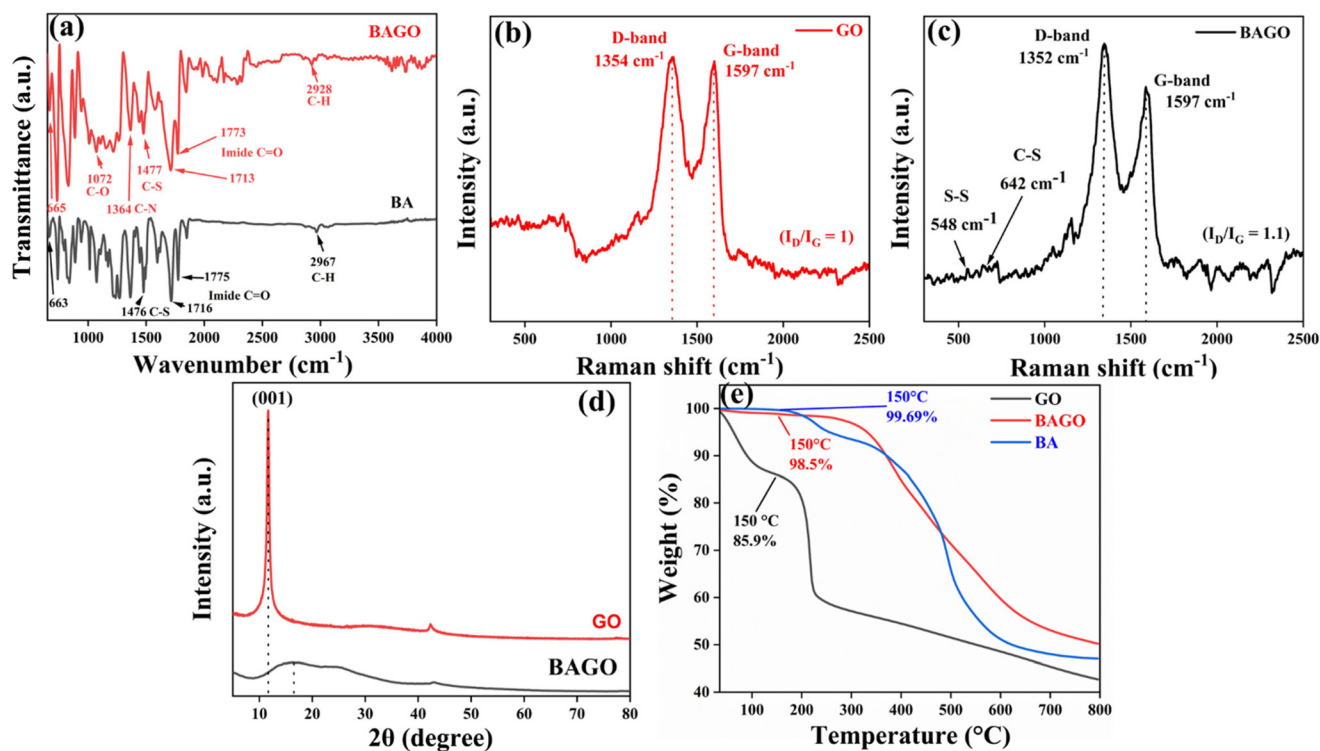 (a)
BAGO
2928
C-H
1773
Imide C=O
1072
C-O
1477
C-S
1713
665
1364 C-N
BA
2967
C-H
1775
Imide C=O
663
1476 C-S
1716
1000 1500 2000 2500 3000 3500 4000
Wavenumber (cm⁻¹)
Transmittance (a.u.)
(b)
GO
D-band
1354 cm⁻¹
G-band
1597 cm⁻¹
(I_D/I_G = 1)
500 1000 1500 2000 2500
Raman shift (cm⁻¹)
Intensity (a.u.)
(c)
BAGO
D-band
1352 cm⁻¹
G-band
1597 cm⁻¹
C-S
642 cm⁻¹
S-S
548 cm⁻¹
(I_D/I_G = 1.1)
500 1000 1500 2000 2500
Raman shift (cm⁻¹)
Intensity (a.u.)
(d)
(001)
GO
BAGO
10 20 30 40 50 60 70 80
2θ (degree)
Intensity (a.u.)
(e)
GO
BAGO
BA
150°C
99.69%
150°C
98.5%
150 °C
85.9%
100
90
80
70
60
50
40
100 200 300 400 500 600 700 800
Temperature (°C)
Weight (%)